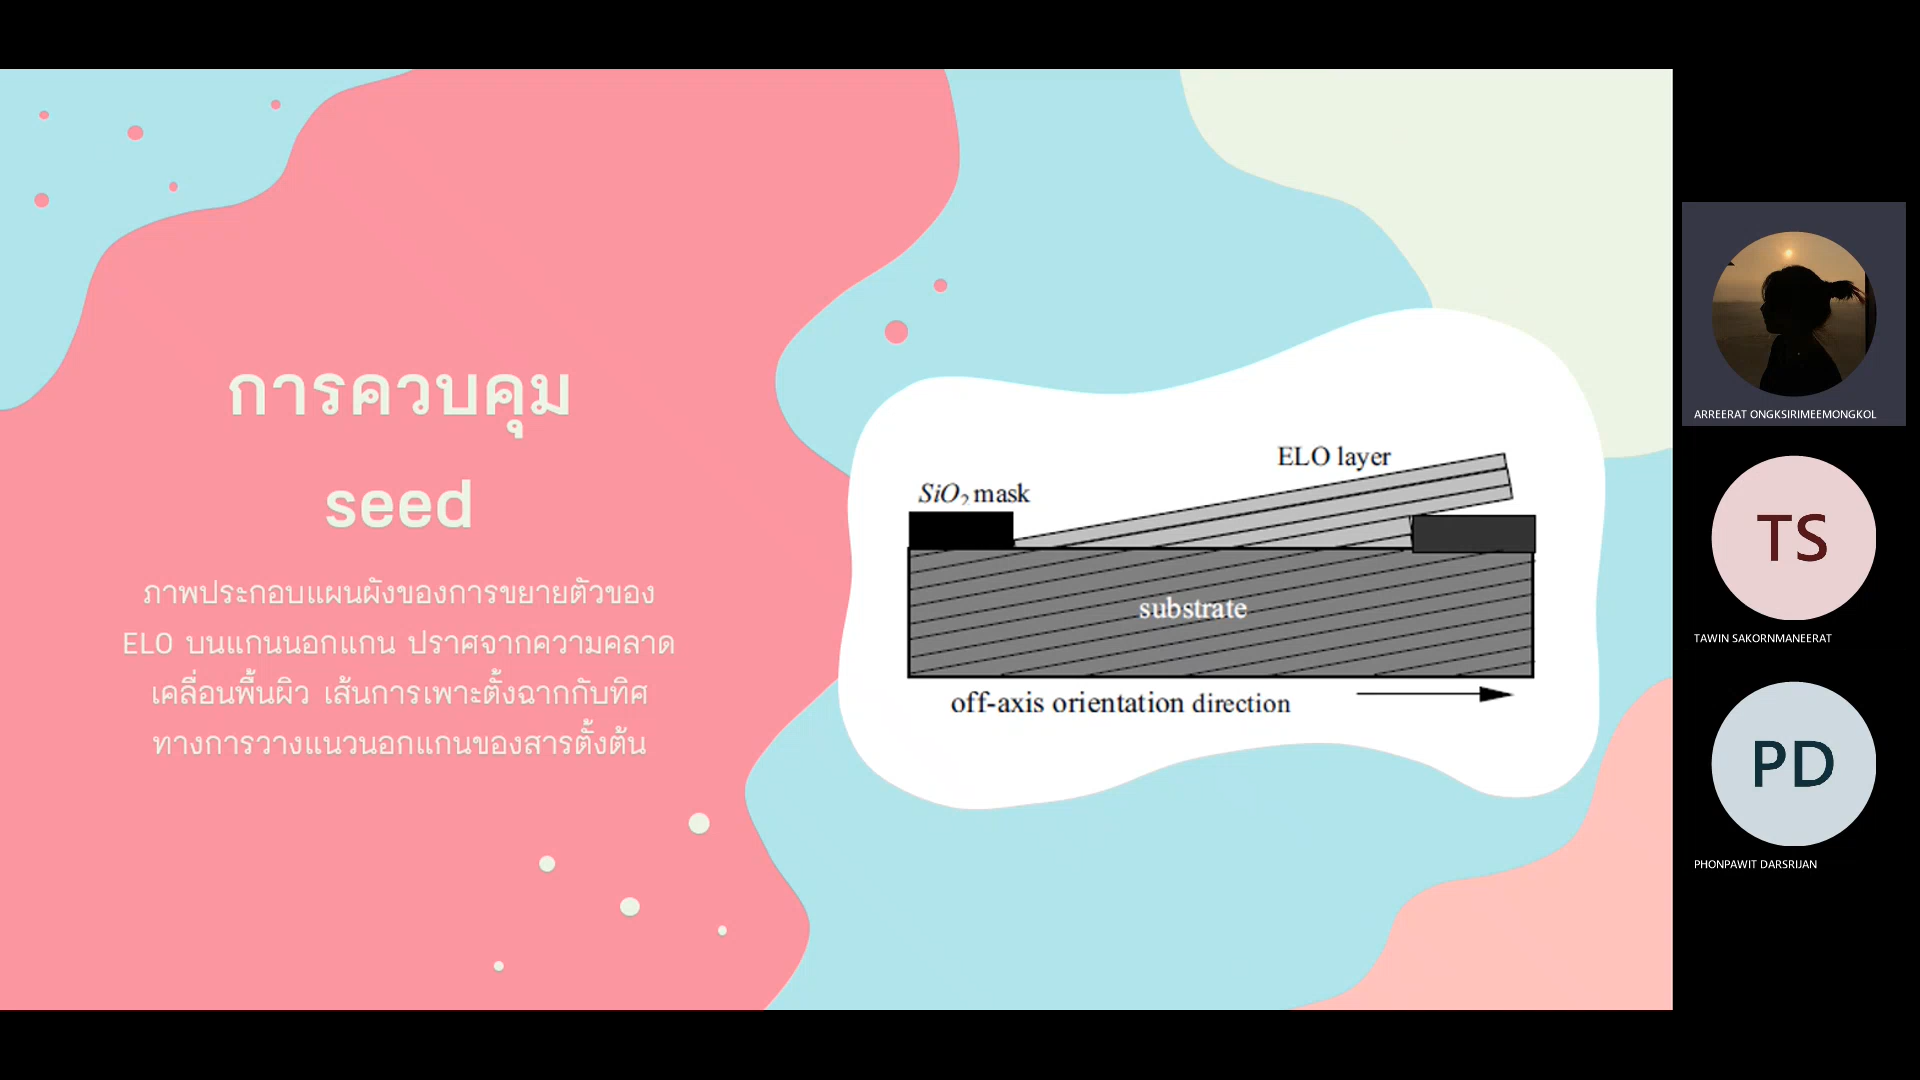 การควบคุม
seed
ภาพประกอบแผนผังของการขยายตัวของ
ELO บนแกนนอกแกน ปราศจากความคลาด
เคลื่อนพื้นผิว เส้นการเพาะตั้งฉากกับทิศ
ทางการวางแนวนอกแกนของสารตั้งต้น
ELO layer
SiO₂ mask
substrate
off-axis orientation direction
ARREERAT ONGKSIRIMEEMONGKOL
TS
TAWIN SAKORNMANEERAT
PD
PHONPAWIT DARSRIJAN